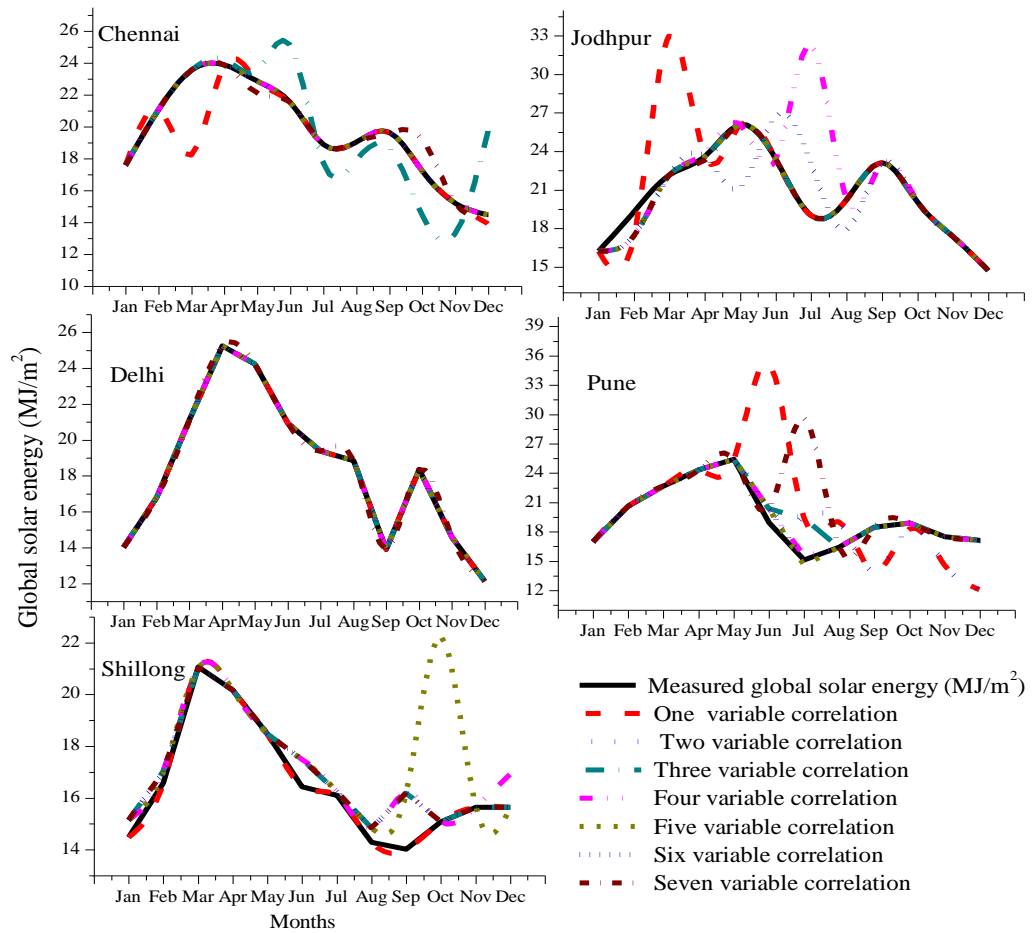 Global solar energy (MJ/m²)
Chennai
26
24
22
20
18
16
14
12
10
Jan Feb Mar Apr May Jun Jul Aug Sep Oct Nov Dec
Jodhpur
33
30
27
24
21
18
15
Jan Feb Mar Apr May Jun Jul Aug Sep Oct Nov Dec
Delhi
26
24
22
20
18
16
14
12
Jan Feb Mar Apr May Jun Jul Aug Sep Oct Nov Dec
Pune
39
36
33
30
27
24
21
18
15
12
Jan Feb Mar Apr May Jun Jul Aug Sep Oct Nov Dec
Shillong
22
20
18
16
14
Jan Feb Mar Apr May Jun Jul Aug Sep Oct Nov Dec
Months
Measured global solar energy (MJ/m²)
One variable correlation
Two variable correlation
Three variable correlation
Four variable correlation
Five variable correlation
Six variable correlation
Seven variable correlation